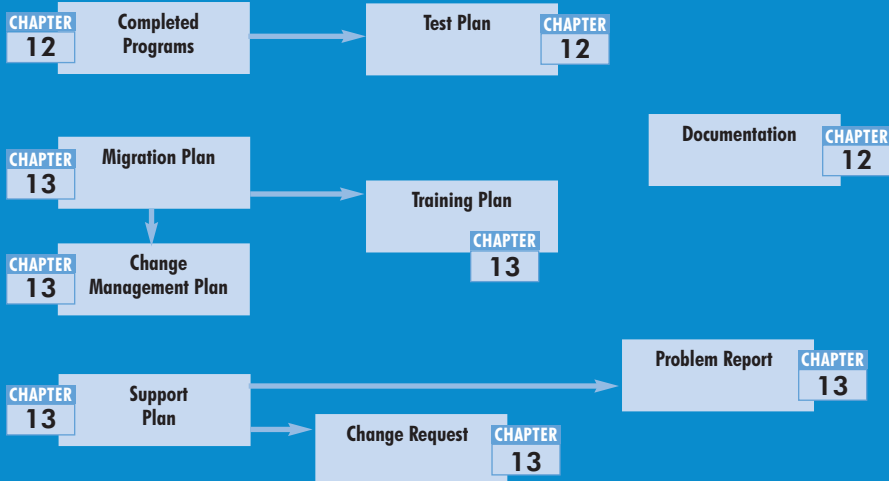 CHAPTER
12
Completed
Programs
Test Plan
CHAPTER
12
Documentation
CHAPTER
12
CHAPTER
13
Migration Plan
Training Plan
CHAPTER
13
CHAPTER
13
Change
Management Plan
Problem Report
CHAPTER
13
CHAPTER
13
Support
Plan
Change Request
CHAPTER
13